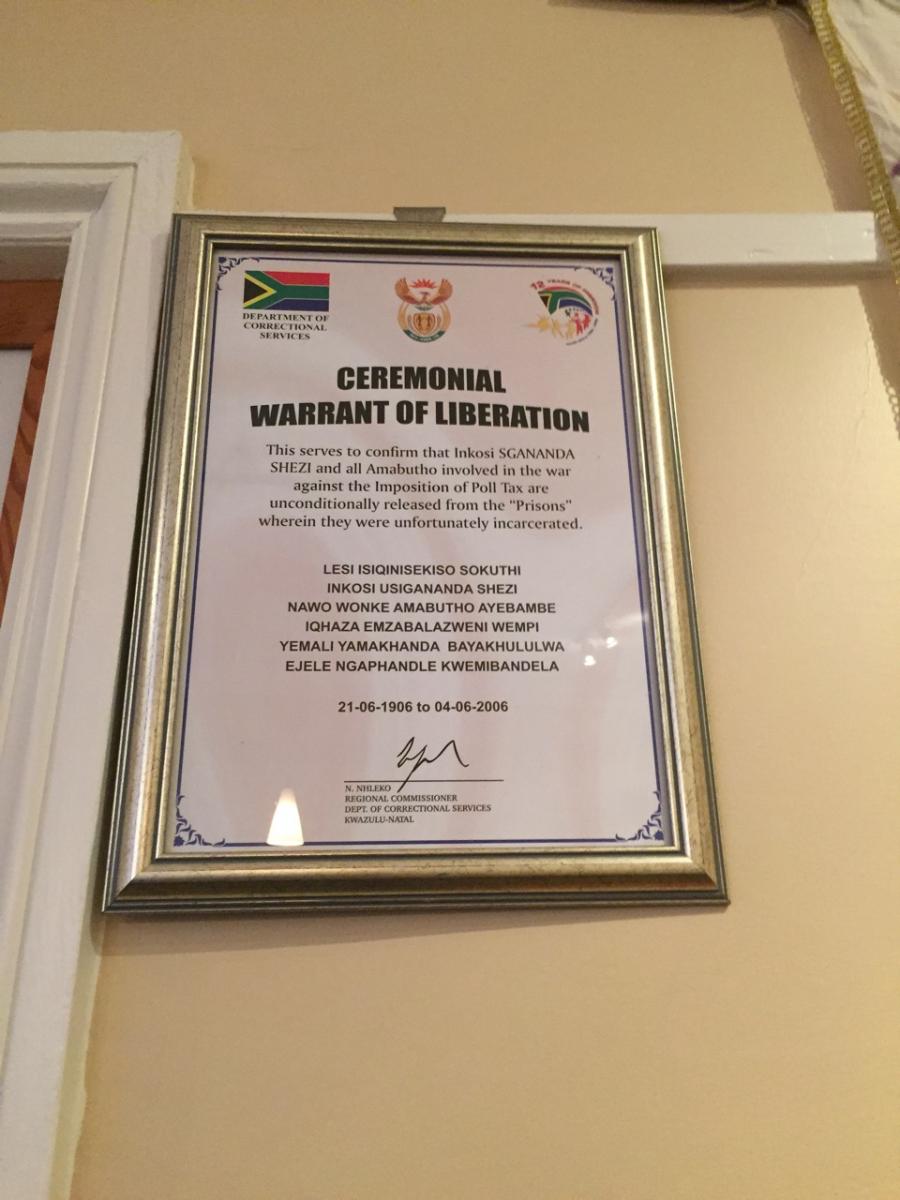 DEPARTMENT OF
CORRECTIONAL
SERVICES
12 YEARS OF
CEREMONIAL
WARRANT OF LIBERATION
This serves to confirm that Inkosi SGANANDA
SHEZI and all Amabutho involved in the war
against the Imposition of Poll Tax are
unconditionally released from the "Prisons"
wherein they were unfortunately incarcerated.
LESI ISIQINISEKISO SOKUTHI
INKOSI USIGANANDA SHEZI
NAWO WONKE AMABUTHO AYEBAMBE
IQHAZA EMZABALAZWENI WEMPI
YEMALI YAMAKHANDA BAYAKHULULWA
EJELE NGAPHANDLE KWEMIBANDELA
21-06-1906 to 04-06-2006
N. NHLEKO
REGIONAL COMMISSIONER
DEPT. OF CORRECTIONAL SERVICES
KWAZULU-NATAL